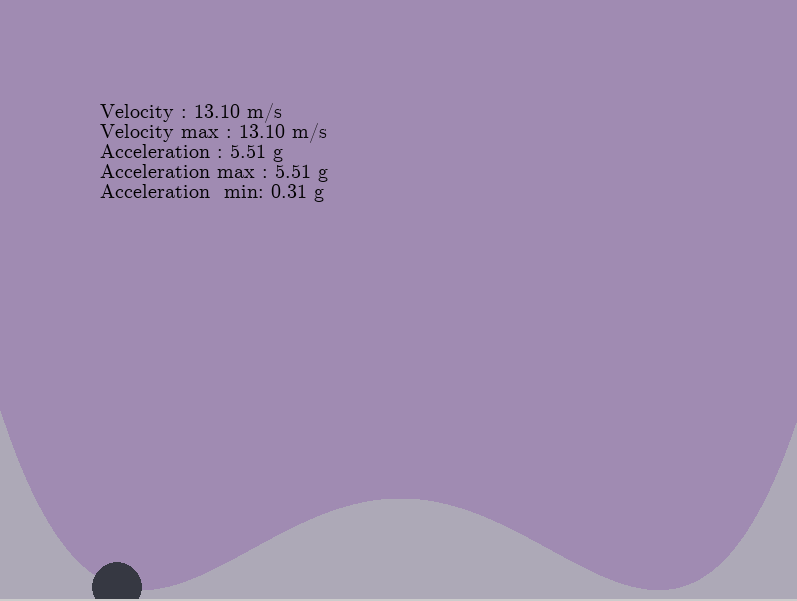 Velocity : 13.10 m/s
Velocity max : 13.10 m/s
Acceleration : 5.51 g
Acceleration max : 5.51 g
Acceleration  min: 0.31 g